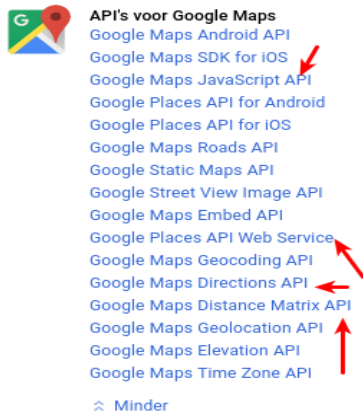 G
API's voor Google Maps
Google Maps Android API
Google Maps SDK for iOS
Google Maps JavaScript API
Google Places API for Android
Google Places API for iOS
Google Maps Roads API
Google Static Maps API
Google Street View Image API
Google Maps Embed API
Google Places API Web Service
Google Maps Geocoding API
Google Maps Directions API
Google Maps Distance Matrix API
Google Maps Geolocation API
Google Maps Elevation API
Google Maps Time Zone API
Minder